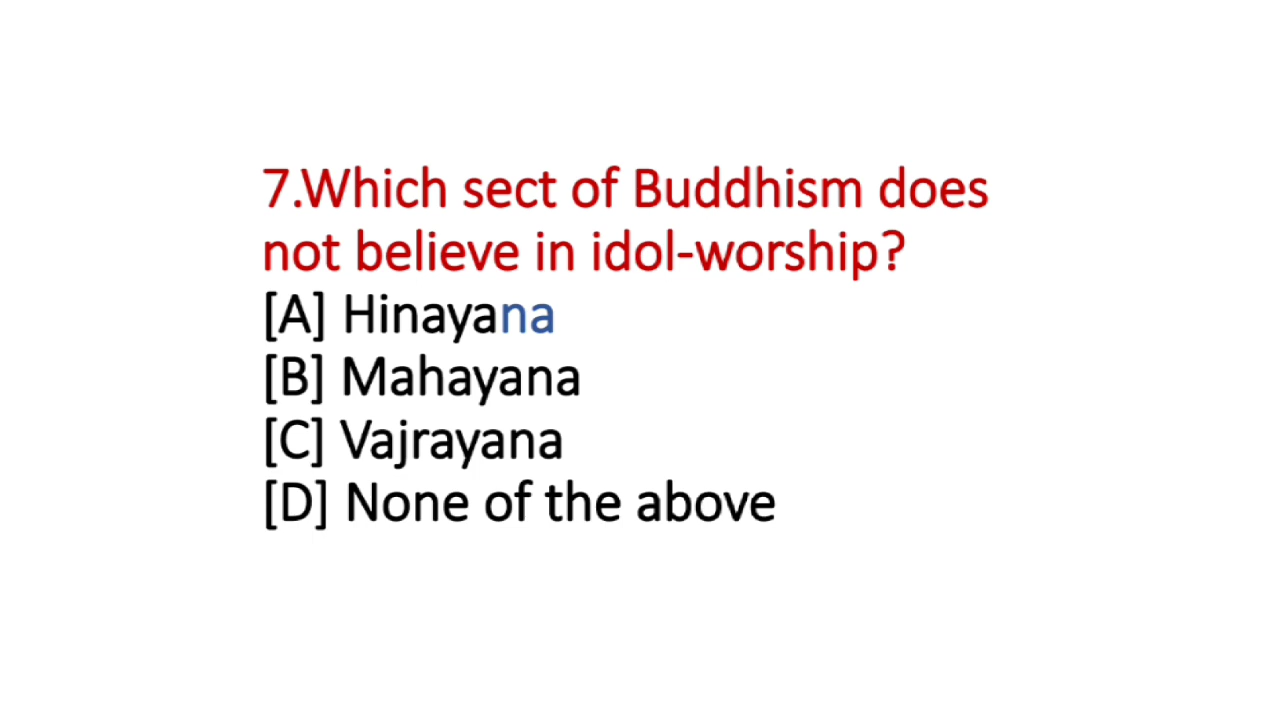 7.Which sect of Buddhism does
not believe in idol-worship?
[A] Hinayana
[B] Mahayana
[C] Vajrayana
[D] None of the above